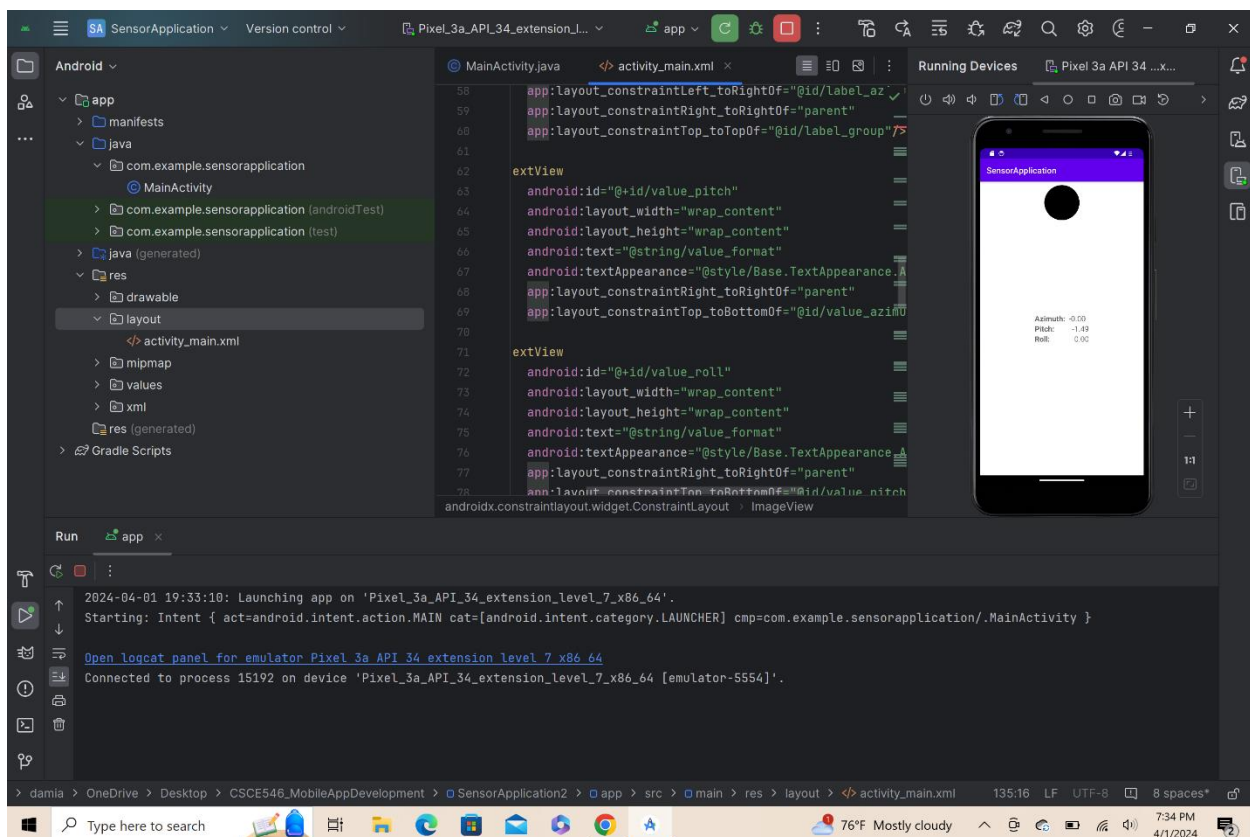 SA SensorApplication Version control Pixel_3a_API_34_extension_l... app
Android
app
manifests
java
com.example.sensorapplication
MainActivity
com.example.sensorapplication (androidTest)
com.example.sensorapplication (test)
java (generated)
res
drawable
layout
activity_main.xml
mipmap
values
xml
res (generated)
Gradle Scripts
MainActivity.java activity_main.xml
58 app:layout_constraintLeft_toRightOf="@id/label_az
59 app:layout_constraintRight_toRightOf="parent"
60 app:layout_constraintTop_toTopOf="@id/label_group"
61
62 extView
63 android:id="@+id/value_pitch"
64 android:layout_width="wrap_content"
65 android:layout_height="wrap_content"
66 android:text="@string/value_format"
67 android:textAppearance="@style/Base.TextAppearance.A
68 app:layout_constraintRight_toRightOf="parent"
69 app:layout_constraintTop_toBottomOf="@id/value_azimu
70
71 extView
72 android:id="@+id/value_roll"
73 android:layout_width="wrap_content"
74 android:layout_height="wrap_content"
75 android:text="@string/value_format"
76 android:textAppearance="@style/Base.TextAppearance.A
77 app:layout_constraintRight_toRightOf="parent"
78 app:layout_constraintTop_toBottomOf="@id/value_pitch
androidx.constraintlayout.widget.ConstraintLayout > ImageView
Running Devices Pixel 3a API 34 ...x...
SensorApplication
Azimuth: -0.00
Pitch: -1.49
Roll: 0.00
1:1
Run app
2024-04-01 19:33:10: Launching app on 'Pixel_3a_API_34_extension_level_7_x86_64'.
Starting: Intent { act=android.intent.action.MAIN cat=[android.intent.category.LAUNCHER] cmp=com.example.sensorapplication/.MainActivity }
Open logcat panel for emulator Pixel 3a API 34 extension level 7 x86 64
Connected to process 15192 on device 'Pixel_3a_API_34_extension_level_7_x86_64 [emulator-5554]'.
> damia > OneDrive > Desktop > CSCE546_MobileAppDevelopment > SensorApplication2 > app > src > main > res > layout > activity_main.xml 135:16 LF UTF-8 8 spaces*
Type here to search 76°F Mostly cloudy 7:34 PM
4/1/2024
2